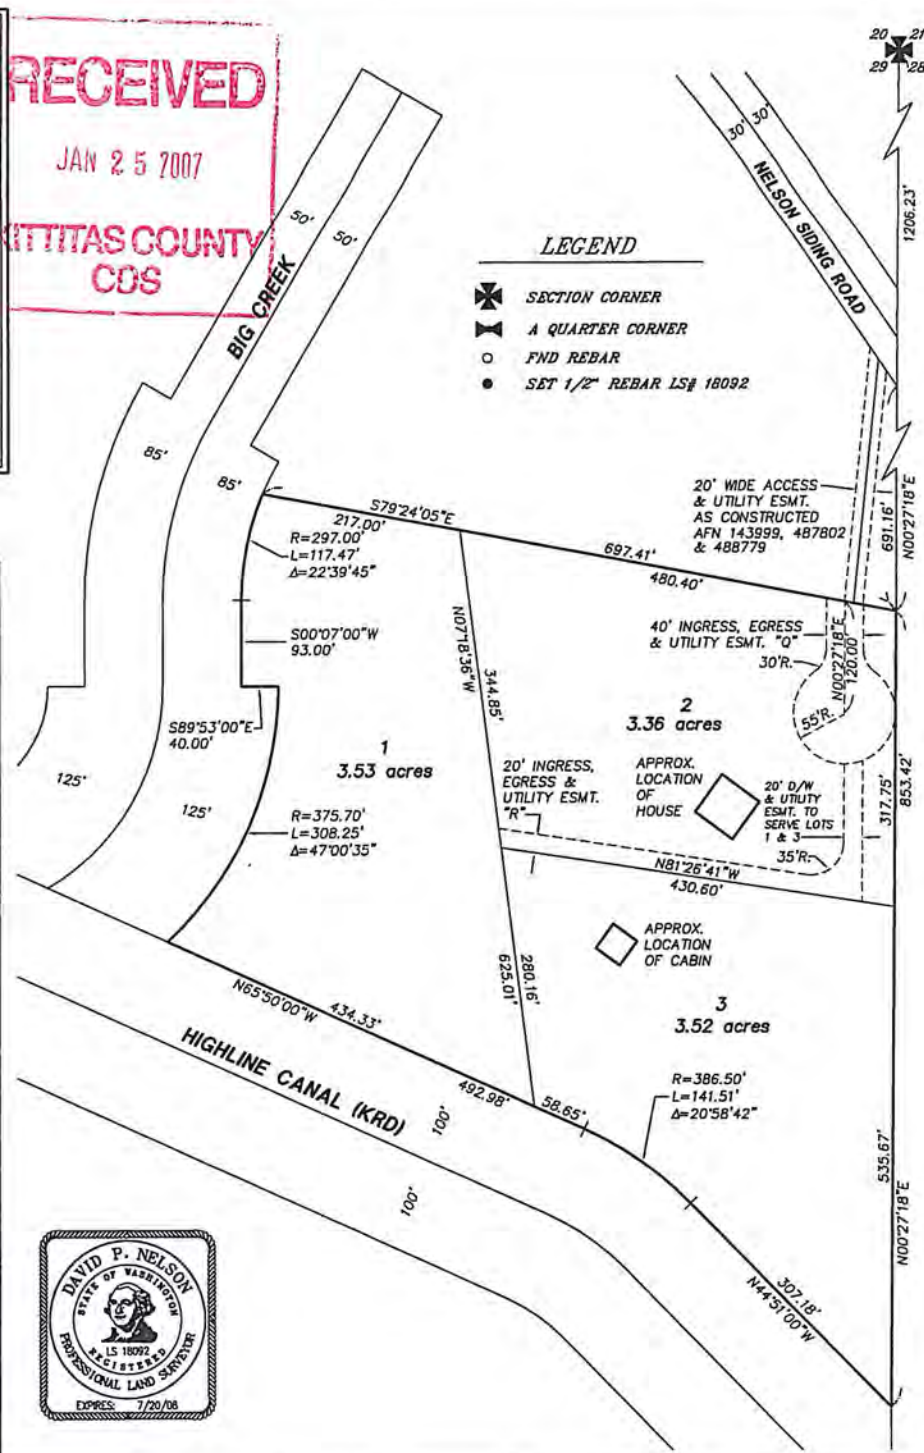 RECEIVED
JAN 25 2007
KITTITAS COUNTY
CDS
20 21
29 28
1206.23'
30' 30'
NELSON SIDING ROAD
LEGEND
SECTION CORNER
A QUARTER CORNER
FND REBAR
SET 1/2" REBAR LS# 18092
50' 50'
BIG CREEK
85'
85'
20' WIDE ACCESS
& UTILITY ESMT.
AS CONSTRUCTED
AFN 143999, 487802
& 488779
691.16'
N00°27'18"E
S79°24'05"E
217.00'
697.41'
480.40'
R=297.00'
L=117.47'
Δ=22°39'45"
S00°07'00"W
93.00'
S89°53'00"E
40.00'
N07°18'36"W
344.85'
40' INGRESS, EGRESS
& UTILITY ESMT. "Q"
30'R.
N00°27'18"E
120.00'
55'R.
2
3.36 acres
1
3.53 acres
125'
125'
R=375.70'
L=308.25'
Δ=47°00'35"
20' INGRESS,
EGRESS &
UTILITY ESMT.
"R"
APPROX.
LOCATION
OF
HOUSE
20' D/W
& UTILITY
ESMT. TO
SERVE LOTS
1 & 3
35'R.
317.75'
853.42'
N81°26'41"W
430.60'
APPROX.
LOCATION
OF CABIN
280.16'
625.01'
3
3.52 acres
N65°50'00"W
434.33'
492.98'
58.65'
HIGHLINE CANAL (KRD)
100'
100'
R=386.50'
L=141.51'
Δ=20°58'42"
535.67'
N00°27'18"E
307.18'
N44°51'00"W
DAVID P. NELSON
STATE OF WASHINGTON
LS 18092
REGISTERED
PROFESSIONAL LAND SURVEYOR
EXPIRES: 7/20/08